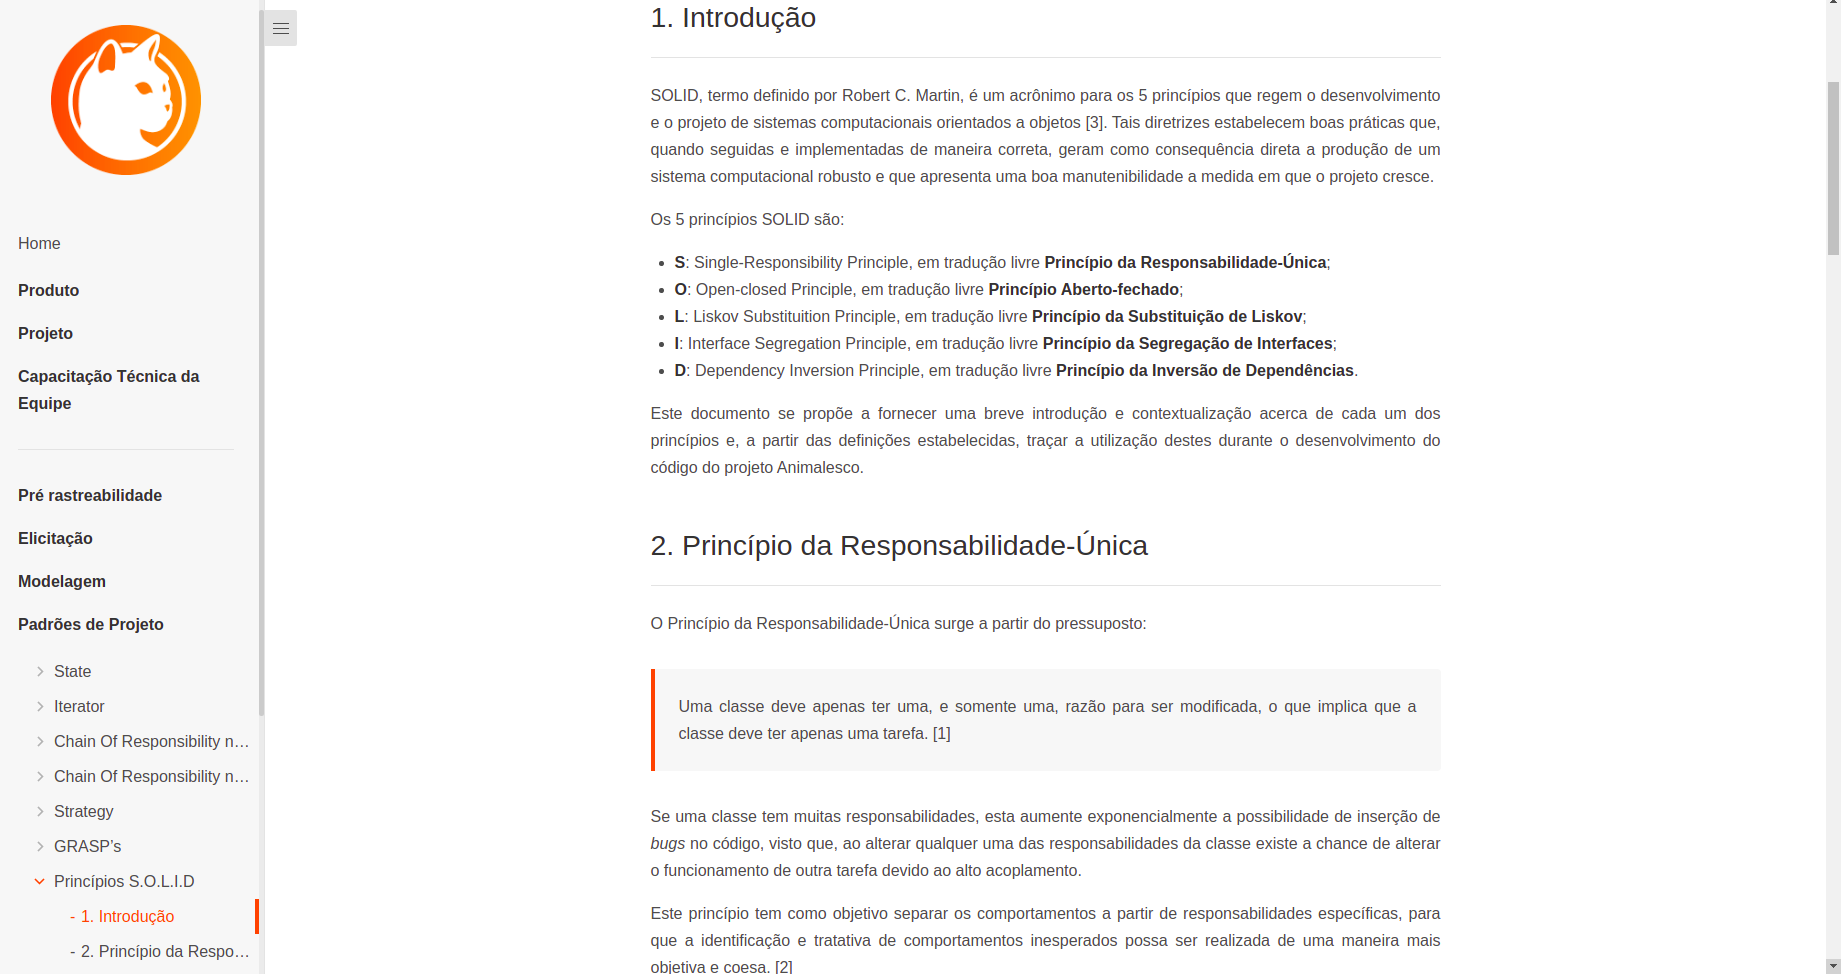 Home
Produto
Projeto
Capacitação Técnica da
Equipe
Pré rastreabilidade
Elicitação
Modelagem
Padrões de Projeto
State
Iterator
Chain Of Responsibility n…
Chain Of Responsibility n…
Strategy
GRASP’s
Princípios S.O.L.I.D
- 1. Introdução
- 2. Princípio da Respo…
1. Introdução
SOLID, termo definido por Robert C. Martin, é um acrônimo para os 5 princípios que regem o desenvolvimento
e o projeto de sistemas computacionais orientados a objetos [3]. Tais diretrizes estabelecem boas práticas que,
quando seguidas e implementadas de maneira correta, geram como consequência direta a produção de um
sistema computacional robusto e que apresenta uma boa manutenibilidade a medida em que o projeto cresce.
Os 5 princípios SOLID são:
• S: Single-Responsibility Principle, em tradução livre Princípio da Responsabilidade-Única;
• O: Open-closed Principle, em tradução livre Princípio Aberto-fechado;
• L: Liskov Substituition Principle, em tradução livre Princípio da Substituição de Liskov;
• I: Interface Segregation Principle, em tradução livre Princípio da Segregação de Interfaces;
• D: Dependency Inversion Principle, em tradução livre Princípio da Inversão de Dependências.
Este documento se propõe a fornecer uma breve introdução e contextualização acerca de cada um dos
princípios e, a partir das definições estabelecidas, traçar a utilização destes durante o desenvolvimento do
código do projeto Animalesco.
2. Princípio da Responsabilidade-Única
O Princípio da Responsabilidade-Única surge a partir do pressuposto:
Uma classe deve apenas ter uma, e somente uma, razão para ser modificada, o que implica que a
classe deve ter apenas uma tarefa. [1]
Se uma classe tem muitas responsabilidades, esta aumente exponencialmente a possibilidade de inserção de
bugs no código, visto que, ao alterar qualquer uma das responsabilidades da classe existe a chance de alterar
o funcionamento de outra tarefa devido ao alto acoplamento.
Este princípio tem como objetivo separar os comportamentos a partir de responsabilidades específicas, para
que a identificação e tratativa de comportamentos inesperados possa ser realizada de uma maneira mais
objetiva e coesa. [2]